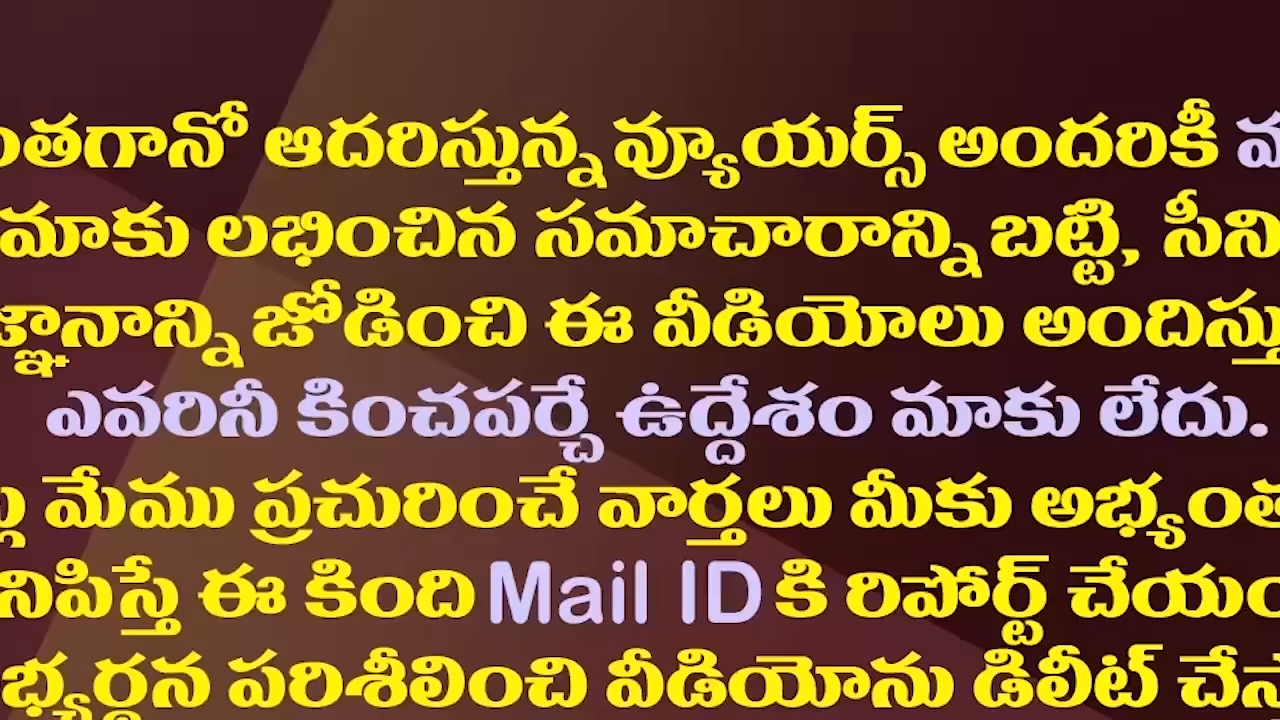 ంతగానో ఆదరిస్తున్న వ్యూయర్స్ అందరికీ
మాకు లభించిన సమాచారాన్ని బట్టి, సీని
జ్ఞానాన్ని జోడించి ఈ వీడియోలు అందిస్తు
ఎవరినీ కించపర్చే ఉద్దేశం మాకు లేదు.
మేము ప్రచురించే వార్తలు మీకు అభ్యంత
నిపిస్తే ఈ కింది Mail ID కి రిపోర్ట్ చేయం
భ్యర్థన పరిశీలించి వీడియోను డిలీట్ చేస